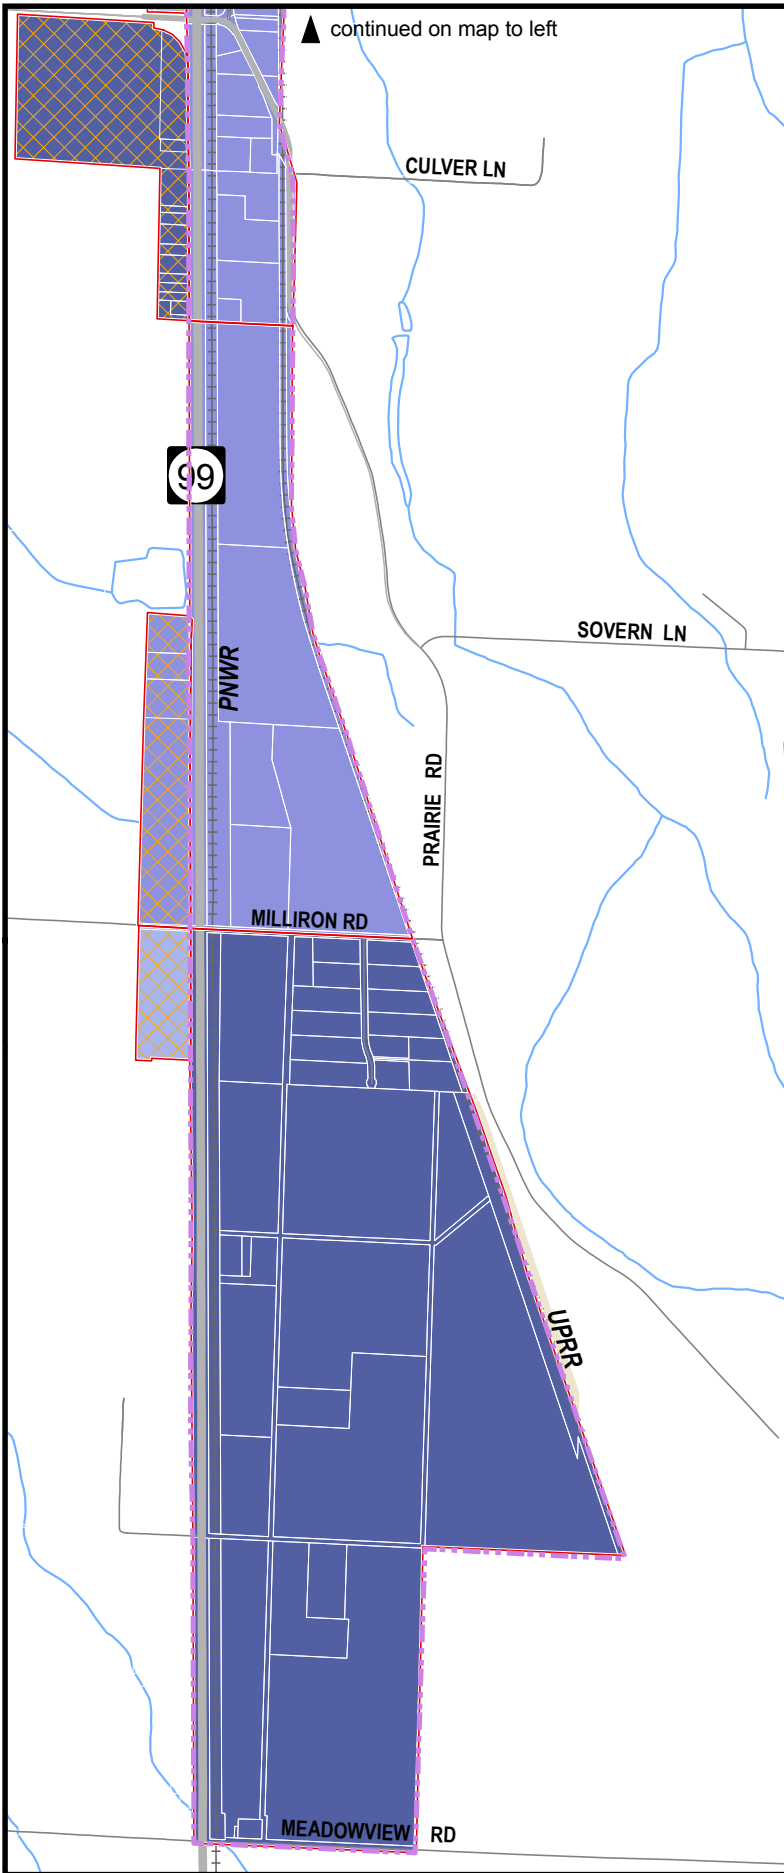 continued on map to left
CULVER LN
99
SOVERN LN
PNWR
PRAIRIE RD
MILLIRON RD
UPRR
MEADOWVIEW RD